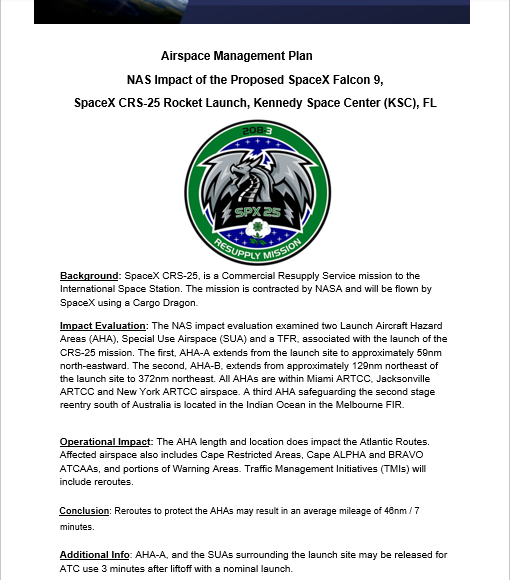 Airspace Management Plan
NAS Impact of the Proposed SpaceX Falcon 9,
SpaceX CRS-25 Rocket Launch, Kennedy Space Center (KSC), FL
208-3
SPX 25
RESUPPLY MISSION
Background: SpaceX CRS-25, is a Commercial Resupply Service mission to the
International Space Station. The mission is contracted by NASA and will be flown by
SpaceX using a Cargo Dragon.
Impact Evaluation: The NAS impact evaluation examined two Launch Aircraft Hazard
Areas (AHA), Special Use Airspace (SUA) and a TFR, associated with the launch of the
CRS-25 mission. The first, AHA-A extends from the launch site to approximately 59nm
north-eastward. The second, AHA-B, extends from approximately 129nm northeast of
the launch site to 372nm northeast. All AHAs are within Miami ARTCC, Jacksonville
ARTCC and New York ARTCC airspace. A third AHA safeguarding the second stage
reentry south of Australia is located in the Indian Ocean in the Melbourne FIR.
Operational Impact: The AHA length and location does impact the Atlantic Routes.
Affected airspace also includes Cape Restricted Areas, Cape ALPHA and BRAVO
ATCAAs, and portions of Warning Areas. Traffic Management Initiatives (TMIs) will
include reroutes.
Conclusion: Reroutes to protect the AHAs may result in an average mileage of 46nm / 7
minutes.
Additional Info: AHA-A, and the SUAs surrounding the launch site may be released for
ATC use 3 minutes after liftoff with a nominal launch.